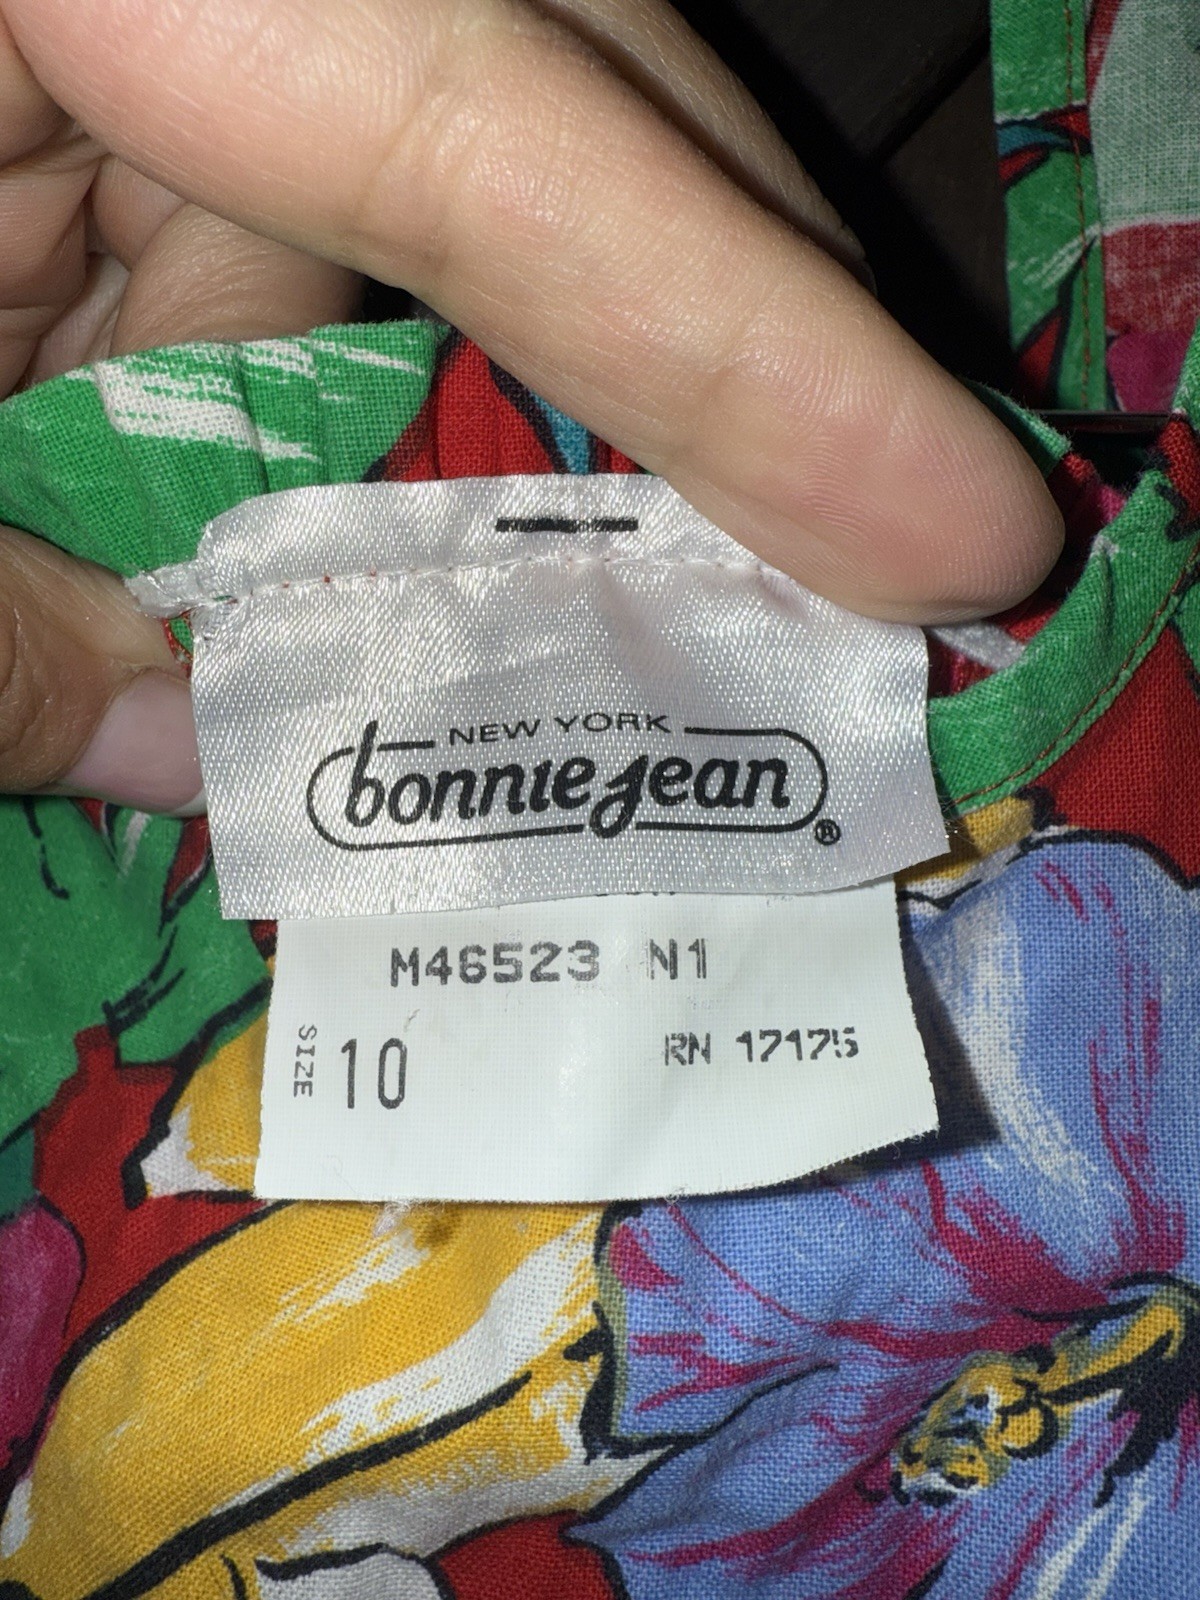 NEW YORK
bonnie jean
®
M46523 N1
SIZE 10
RN 17175